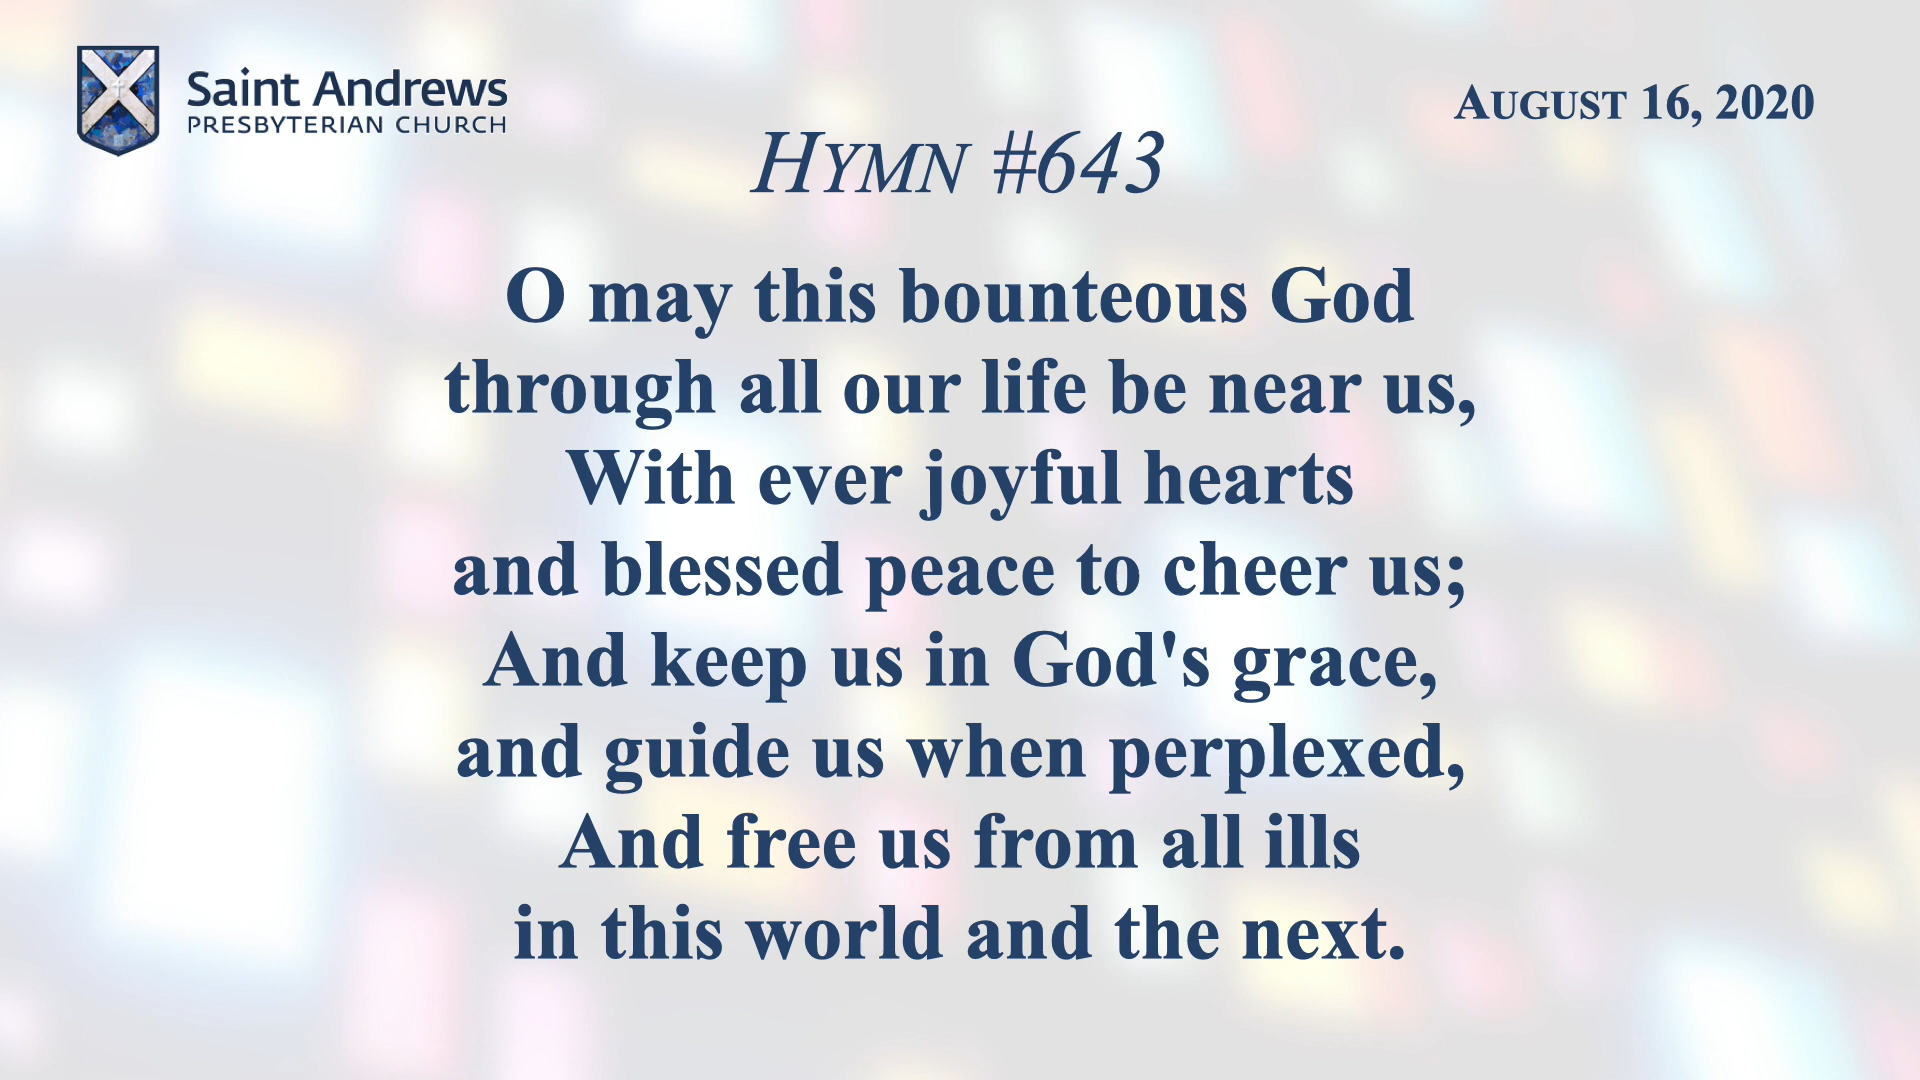 Saint Andrews
PRESBYTERIAN CHURCH
AUGUST 16, 2020
HYMN #643
O may this bounteous God
through all our life be near us,
With ever joyful hearts
and blessed peace to cheer us;
And keep us in God's grace,
and guide us when perplexed,
And free us from all ills
in this world and the next.